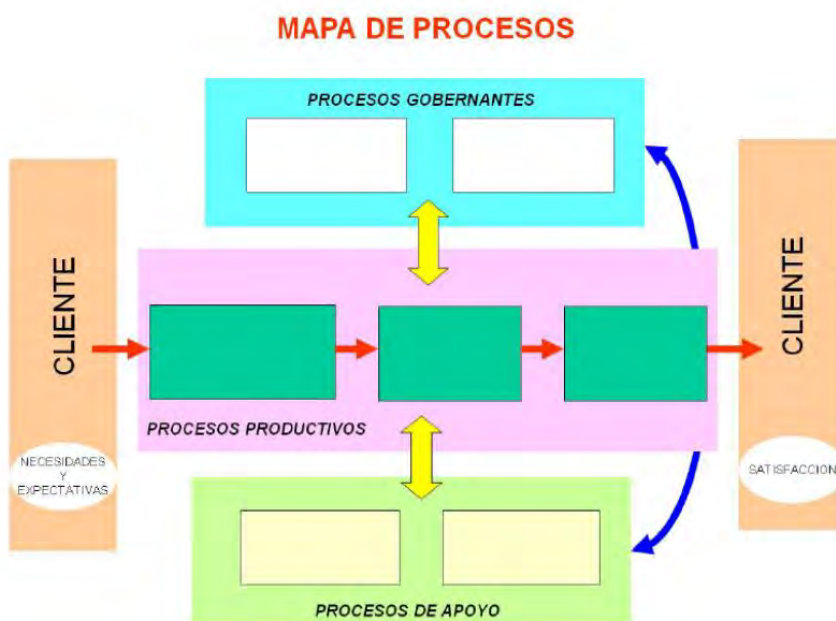 MAPA DE PROCESOS
PROCESOS GOBERNANTES
CLIENTE
NECESIDADES
Y
EXPECTATIVAS
PROCESOS PRODUCTIVOS
CLIENTE
SATISFACCION
PROCESOS DE APOYO